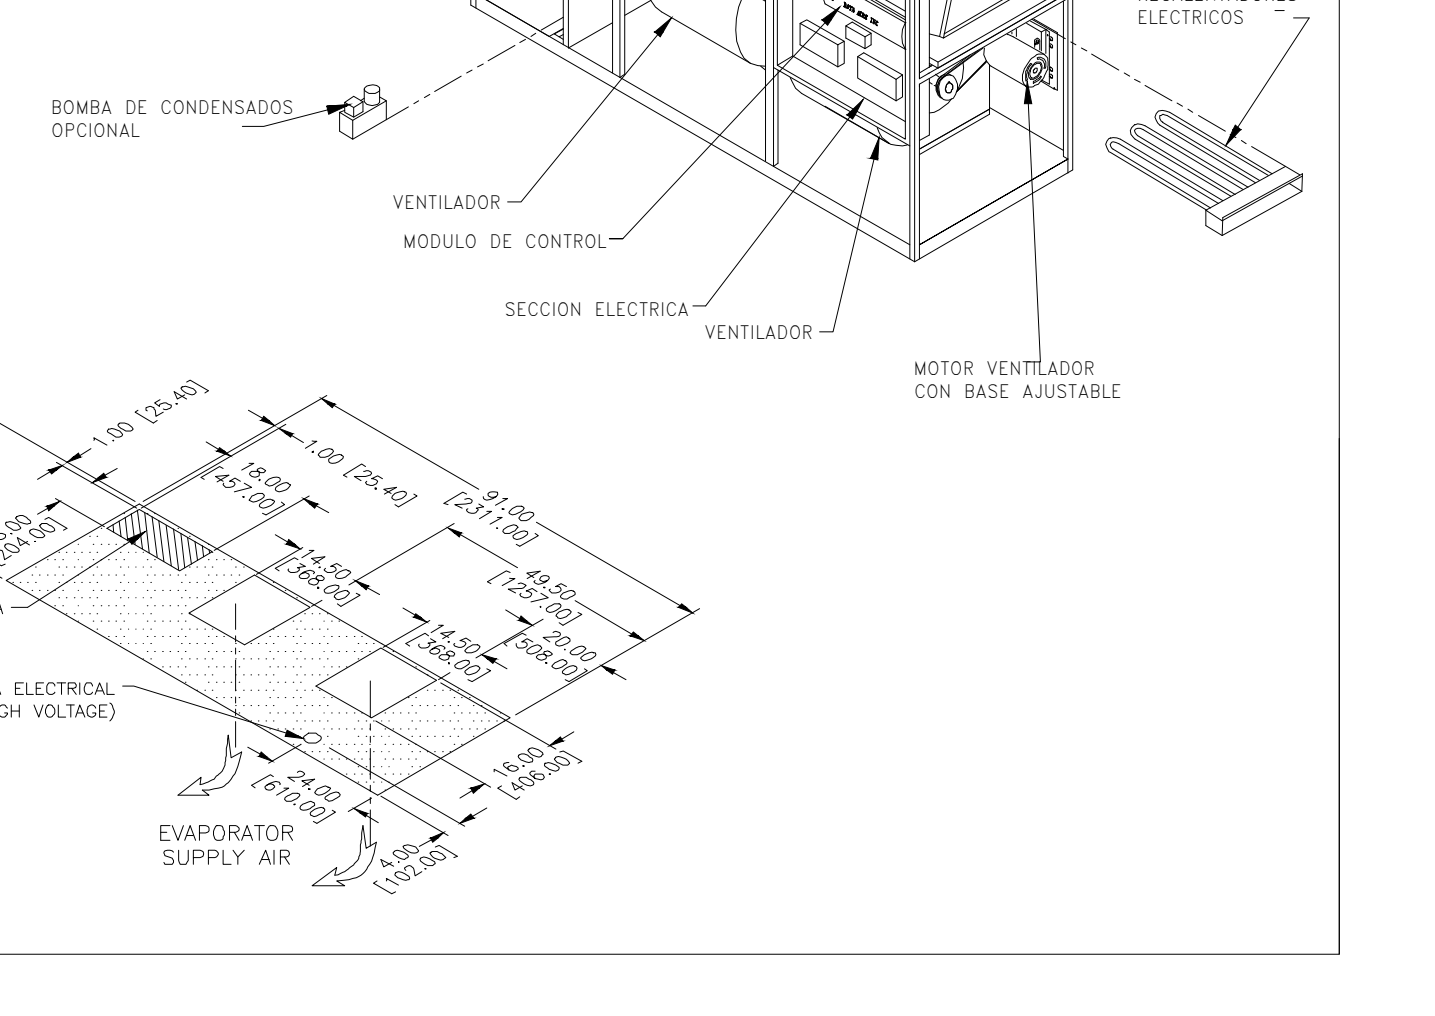 ELECTRICOS
BOMBA DE CONDENSADOS
OPCIONAL
VENTILADOR
MODULO DE CONTROL
SECCION ELECTRICA
VENTILADOR
MOTOR VENTILADOR
CON BASE AJUSTABLE
1.00 [25.40]
1.00 [25.40]
18.00
[457.00]
91.00
[2311.00]
14.50
[368.00]
49.50
[1257.00]
14.50
[368.00]
20.00
[508.00]
ELECTRICAL
VOLTAGE)
16.00
[406.00]
24.00
[610.00]
4.00
[102.00]
EVAPORATOR
SUPPLY AIR